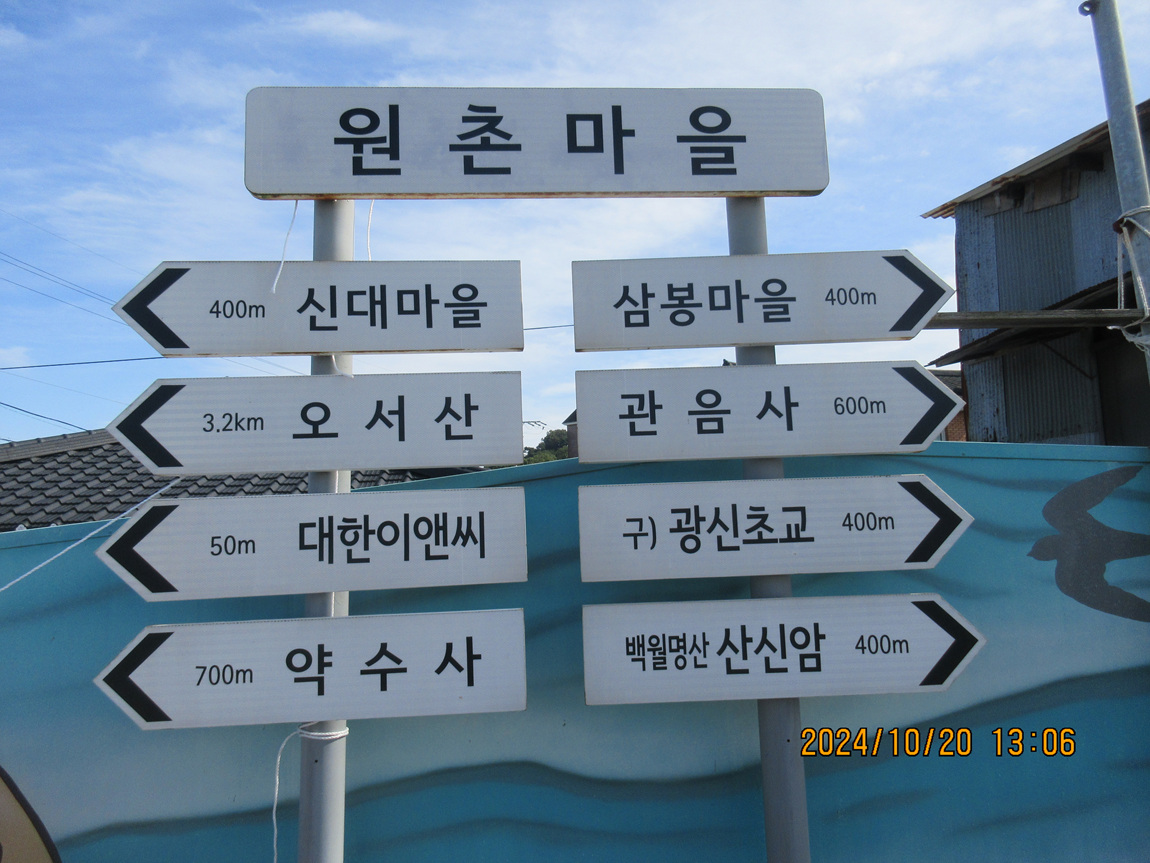 원촌마을
400m 신대마을
삼봉마을 400m
3.2km 오서산
관음사 600m
50m 대한이앤씨
구) 광신초교 400m
700m 약수사
백월명산 산신암 400m
2024/10/20 13:06